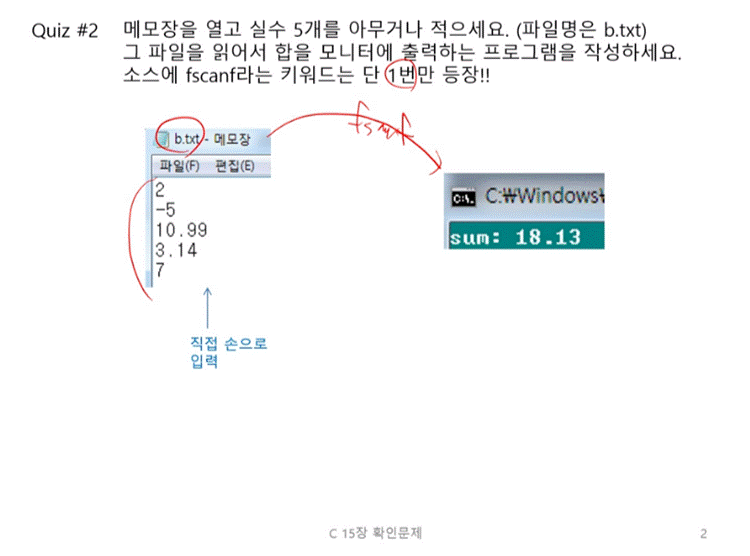 Quiz #2 메모장을 열고 실수 5개를 아무거나 적으세요. (파일명은 b.txt)
그 파일을 읽어서 합을 모니터에 출력하는 프로그램을 작성하세요.
소스에 fscanf라는 키워드는 단 1번만 등장!!
fscanf
b.txt - 메모장
파일(F) 편집(E)
2
-5
10.99
3.14
7
C:\. C:₩Windows₩
sum: 18.13
직접 손으로
입력
C 15장 확인문제
2